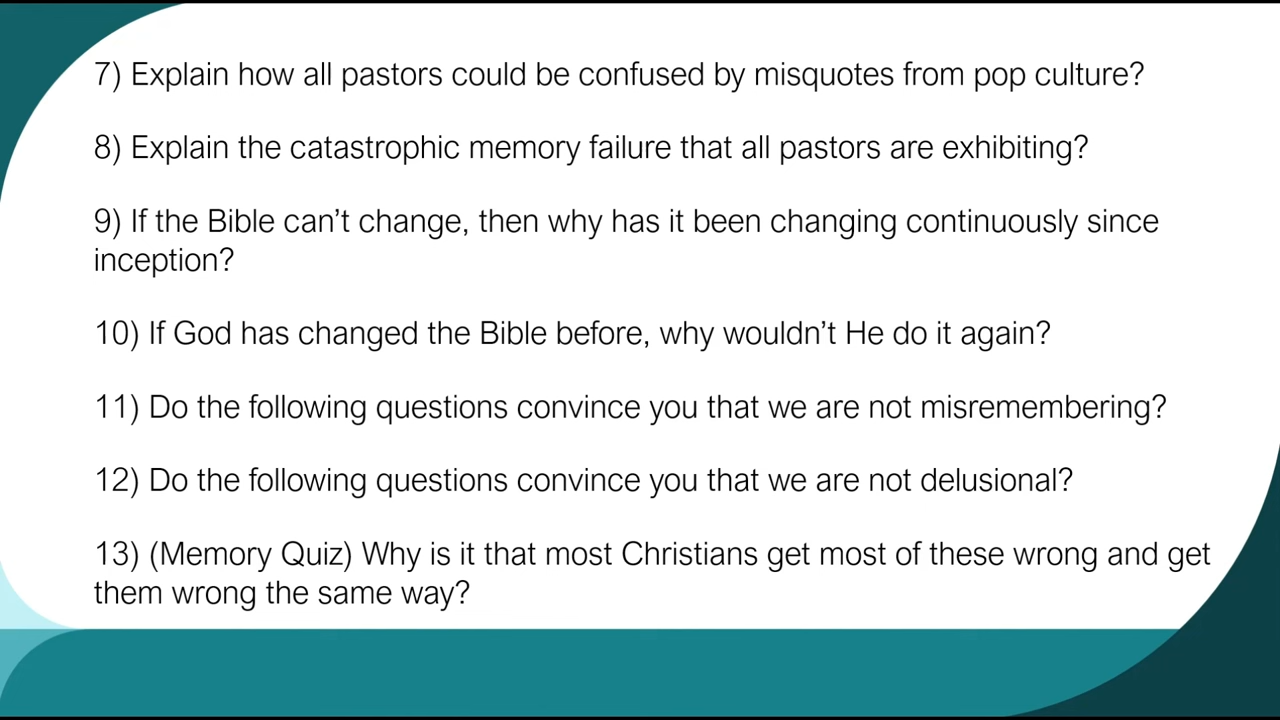 7) Explain how all pastors could be confused by misquotes from pop culture?
8) Explain the catastrophic memory failure that all pastors are exhibiting?
9) If the Bible can’t change, then why has it been changing continuously since
inception?
10) If God has changed the Bible before, why wouldn’t He do it again?
11) Do the following questions convince you that we are not misremembering?
12) Do the following questions convince you that we are not delusional?
13) (Memory Quiz) Why is it that most Christians get most of these wrong and get
them wrong the same way?